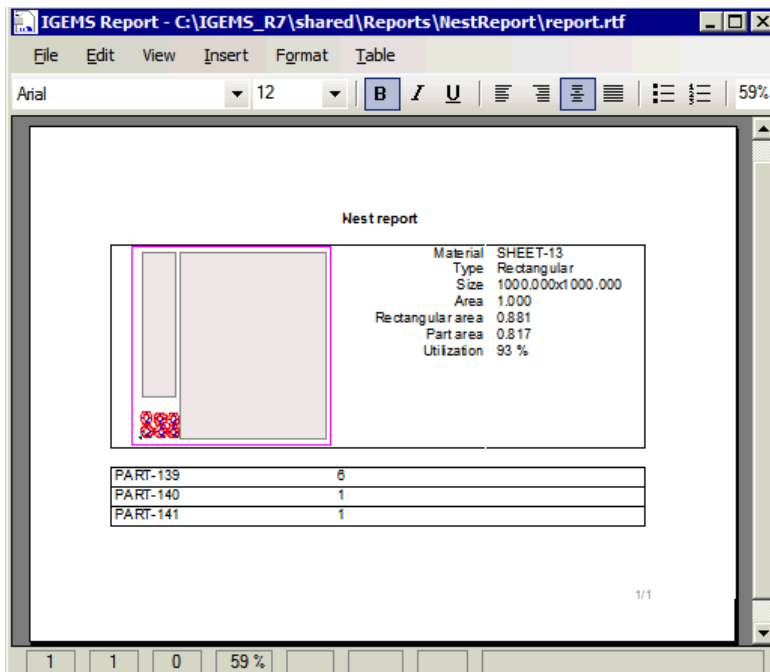 IGEMS Report - C:\IGEMS_R7\shared\Reports\NestReport\report.rtf
File Edit View Insert Format Table
Arial 12 B I U 59%
Nest report
Material SHEET-13
Type Rectangular
Size 1000.000x1000.000
Area 1.000
Rectangular area 0.881
Part area 0.817
Utilization 93 %
PART-139 6
PART-140 1
PART-141 1
1/1
1 1 0 59 %